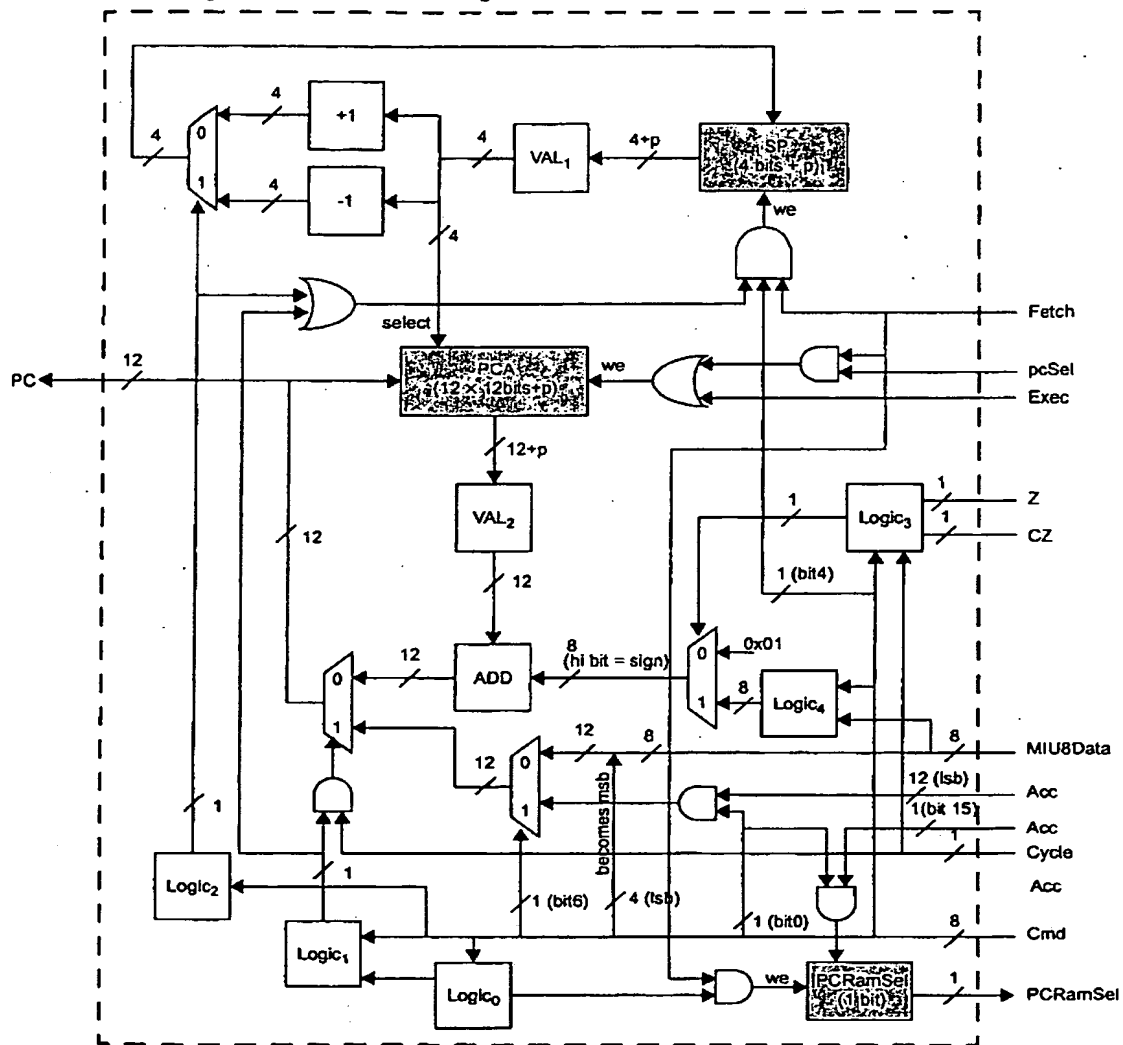 4
+1
4
0
4
VAL₁
4
4+p
SP
(4 bits + p)
1
4
-1
4
we
select
Fetch
12
PC
PCA
(12 × 12bits+p)
we
pcSel
Exec
12+p
1
Z
1
Logic₃
1
CZ
VAL₂
12
12
1 (bit4)
0
0x01
8
(hi bit = sign)
12
ADD
0
8
Logic₄
1
1
12
8
8
MIU8Data
12
0
12 (lsb)
Acc
1
becomes msb
1(bit 15)
Acc
1
1
Cycle
1
Logic₂
Acc
1 (bit6)
4 (lsb)
1 (bit0)
8
Cmd
Logic₁
we
PCRamSel
(1 bit)
1
PCRamSel
Logic₀